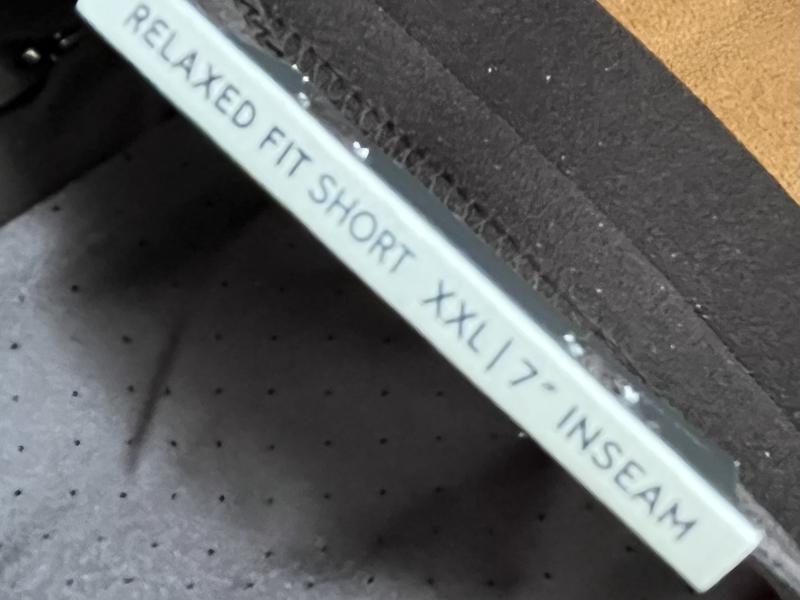 RELAXED FIT SHORT XXL | 7" INSEAM